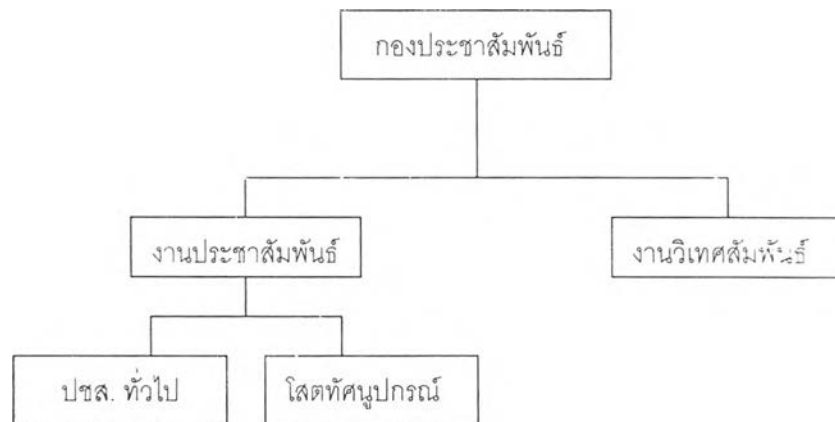 กองประชาสัมพันธ์
งานประชาสัมพันธ์
งานวิเทศสัมพันธ์
ปชส. ทั่วไป
โสตทัศนูปกรณ์